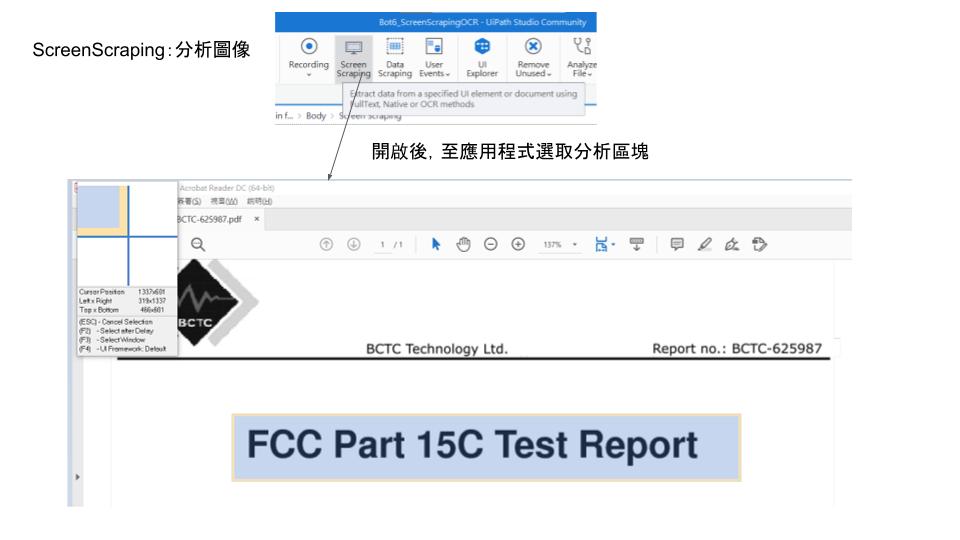 Bot6_ScreenScrapingOCR - UiPath Studio Community
ScreenScraping：分析圖像
Recording
Screen Scraping
Data Scraping
User Events
UI Explorer
Remove Unused
Analyze File
Extract data from a specified UI element or document using
FullText, Native or OCR methods
in f... > Body > Screen Scraping
開啟後, 至應用程式選取分析區塊
Acrobat Reader DC (64-bit)
簽署(S) 視窗(W) 說明(H)
BCTC-625987.pdf ×
1 / 1
137%
Cursor Position 1337x601
Left x Right 319x1337
Top x Bottom 466x601
(ESC) - Cancel Selection
(F2) - Select after Delay
(F3) - Select Window
(F4) - UI Framework: Default
BCTC
BCTC Technology Ltd. Report no.: BCTC-625987
FCC Part 15C Test Report